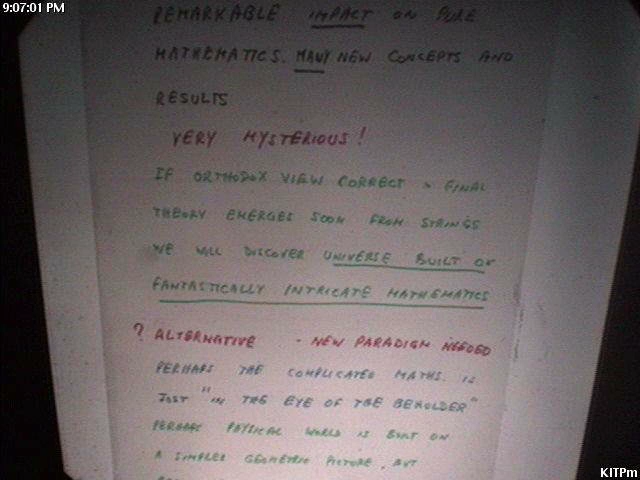 9:07:01 PM
REMARKABLE IMPACT ON PURE
MATHEMATICS. MANY NEW CONCEPTS AND
RESULTS
VERY MYSTERIOUS!
IF ORTHODOX VIEW CORRECT & FINAL
THEORY EMERGES SOON FROM STRINGS
WE WILL DISCOVER UNIVERSE BUILT ON
FANTASTICALLY INTRICATE MATHEMATICS
? ALTERNATIVE - NEW PARADIGM NEEDED
PERHAPS THE COMPLICATED MATHS. IS
JUST "IN THE EYE OF THE BEHOLDER"
PERHAPS PHYSICAL WORLD IS BUILT ON
A SIMPLER GEOMETRIC PICTURE, BUT
KITPm